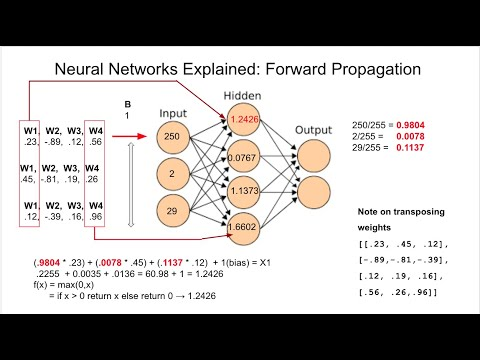 Neural Networks Explained: Forward Propagation
Hidden
B
1
Input
Output
W1, W2, W3, W4
.23, -.89, .12, .56
W1, W2, W3, W4
.45, -.81, .19, .26
W1, W2, W3, W4
.12, -.39, .16, .96
250
2
29
1.2426
0.0767
1.1373
1.6602
250/255 = 0.9804
2/255 = 0.0078
29/255 = 0.1137
Note on transposing
weights
[[.23, .45, .12],
[-.89,-.81,-.39],
[.12, .19, .16],
[.56, .26,.96]]
(.9804 * .23) + (.0078 * .45) + (.1137 * .12) + 1(bias) = X1
.2255 + 0.0035 + .0136 = 60.98 + 1 = 1.2426
f(x) = max(0,x)
= if x > 0 return x else return 0 → 1.2426